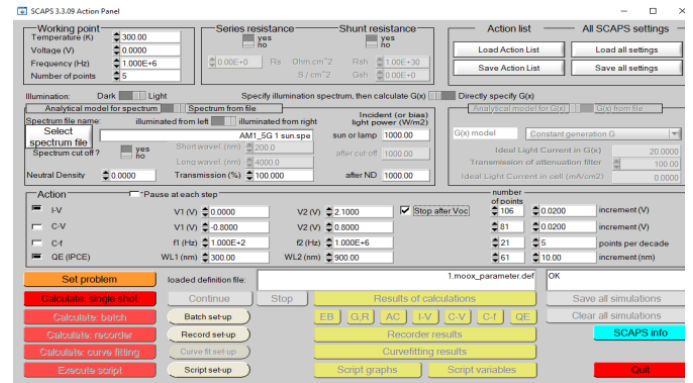 SCAPS 3.3.09 Action Panel
Working point
Temperature (K) 300.00
Voltage (V) 0.0000
Frequency (Hz) 1.000E+6
Number of points 5
Series resistance
yes
no
Shunt resistance
yes
no
0.00E+0 Rs Ohm.cm^2 Rsh 1.00E+30
S / cm^2 Gsh 0.00E+0
Action list
All SCAPS settings
Load Action List
Load all settings
Save Action List
Save all settings
Illumination: Dark Light
Specify illumination spectrum, then calculate G(x)
Directly specify G(x)
Analytical model for spectrum
Spectrum from file
Spectrum file name:
illuminated from left
illuminated from right
Incident (or bias)
light power (W/m2)
Select
spectrum file
AM1_5G 1 sun.spe
sun or lamp 1000.00
Spectrum cut off ?
yes
no
Short wavel. (nm) 200.0
Long wavel. (nm) 4000.0
after cut-off 1000.00
Neutral Density 0.0000
Transmission (%) 100.000
after ND 1000.00
Analytical model for G(x)
G(x) from file
G(x) model Constant generation G
Ideal Light Current in G(x) 20.0000
Transmission of attenuation filter 100.00
Ideal Light Current in cell (mA/cm2) 0.0000
Action
Pause at each step
number
of points
I-V V1 (V) 0.0000 V2 (V) 2.1000 Stop after Voc 106 0.0200 increment (V)
C-V V1 (V) -0.8000 V2 (V) 0.8000 81 0.0200 increment (V)
C-f f1 (Hz) 1.000E+2 f2 (Hz) 1.000E+6 21 5 points per decade
QE (IPCE) WL1 (nm) 300.00 WL2 (nm) 900.00 61 10.00 increment (nm)
Set problem
loaded definition file:
1.moox_parameter.def
OK
Calculate: single shot
Continue
Stop
Results of calculations
Save all simulations
Calculate: batch
Batch set-up
EB G,R AC I-V C-V C-f QE
Clear all simulations
Calculate: recorder
Record set-up
Recorder results
SCAPS info
Calculate: curve fitting
Curve fit set-up
Curvefitting results
Execute script
Script set-up
Script graphs
Script variables
Quit